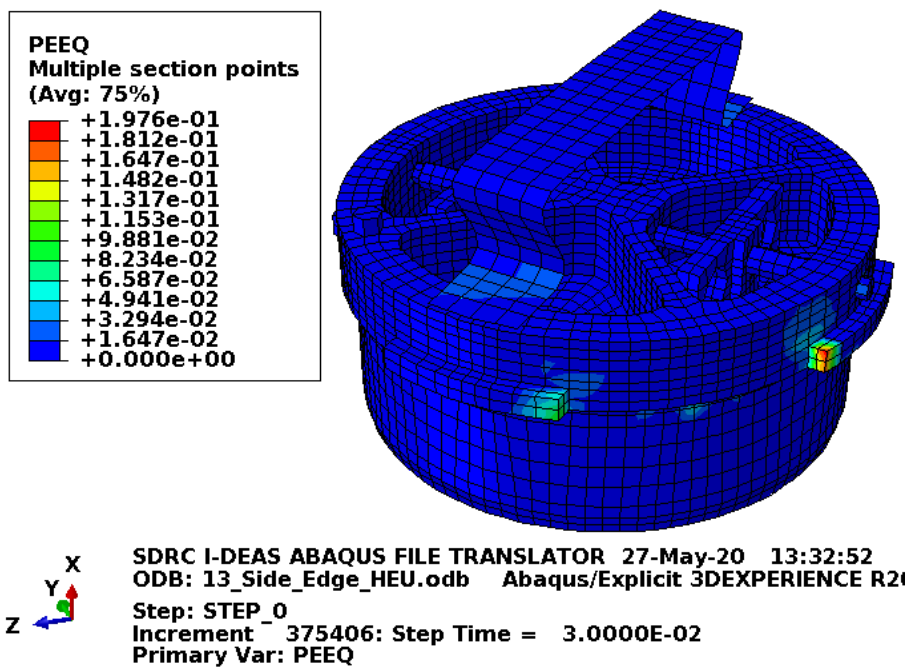 PEEQ
Multiple section points
(Avg: 75%)
+1.976e-01
+1.812e-01
+1.647e-01
+1.482e-01
+1.317e-01
+1.153e-01
+9.881e-02
+8.234e-02
+6.587e-02
+4.941e-02
+3.294e-02
+1.647e-02
+0.000e+00
X
Y
Z
SDRC I-DEAS ABAQUS FILE TRANSLATOR 27-May-20 13:32:52
ODB: 13_Side_Edge_HEU.odb Abaqus/Explicit 3DEXPERIENCE
Step: STEP_0
Increment 375406: Step Time = 3.0000E-02
Primary Var: PEEQ